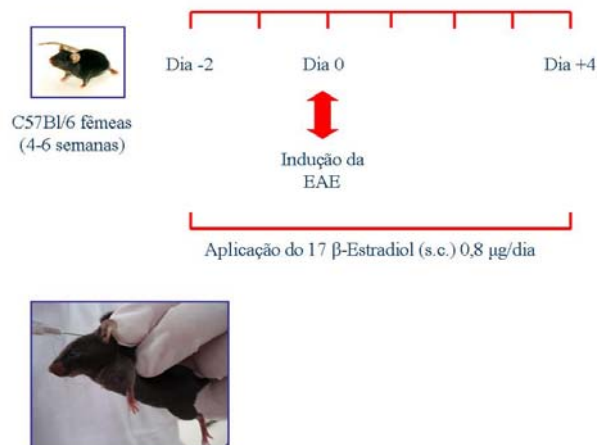 Dia -2
Dia 0
Dia +4
C57Bl/6 fêmeas
(4-6 semanas)
Indução da
EAE
Aplicação do 17 β-Estradiol (s.c.) 0,8 µg/dia